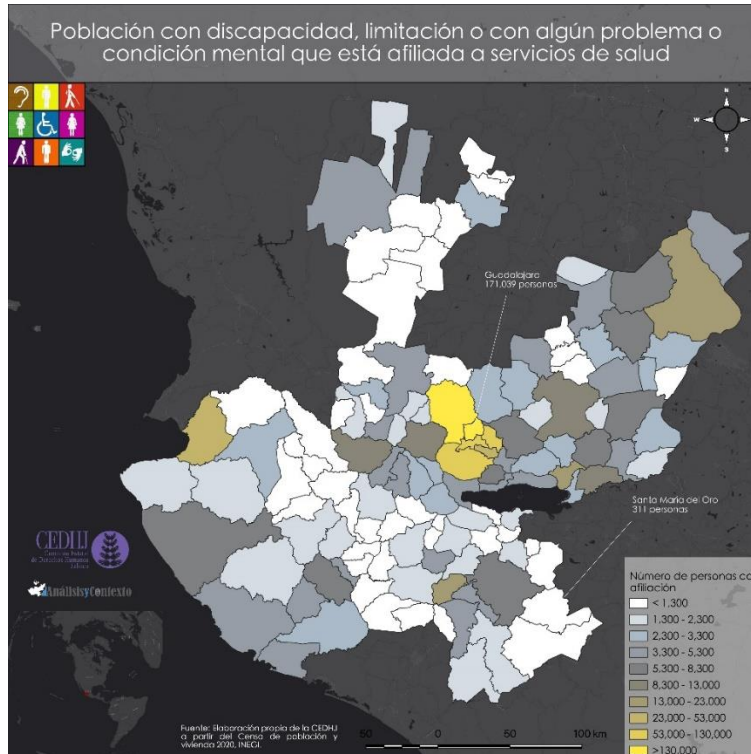 Población con discapacidad, limitación o con algún problema o
condición mental que está afiliada a servicios de salud
N
W
S
Guadalajara
171,039 personas
Santa María del Oro
311 personas
CEDHJ
AnálisisyContexto
Número de personas co
afiliación
< 1,300
1,300 - 2,300
2,300 - 3,300
3,300 - 5,300
5,300 - 8,300
8,300 - 13,000
13,000 - 23,000
23,000 - 53,000
53,000 - 130,000
>130,000
Fuente: Elaboración propia de la CEDHJ
a partir del Censo de población y
vivienda 2020, INEGI.
50 0 50 100 km